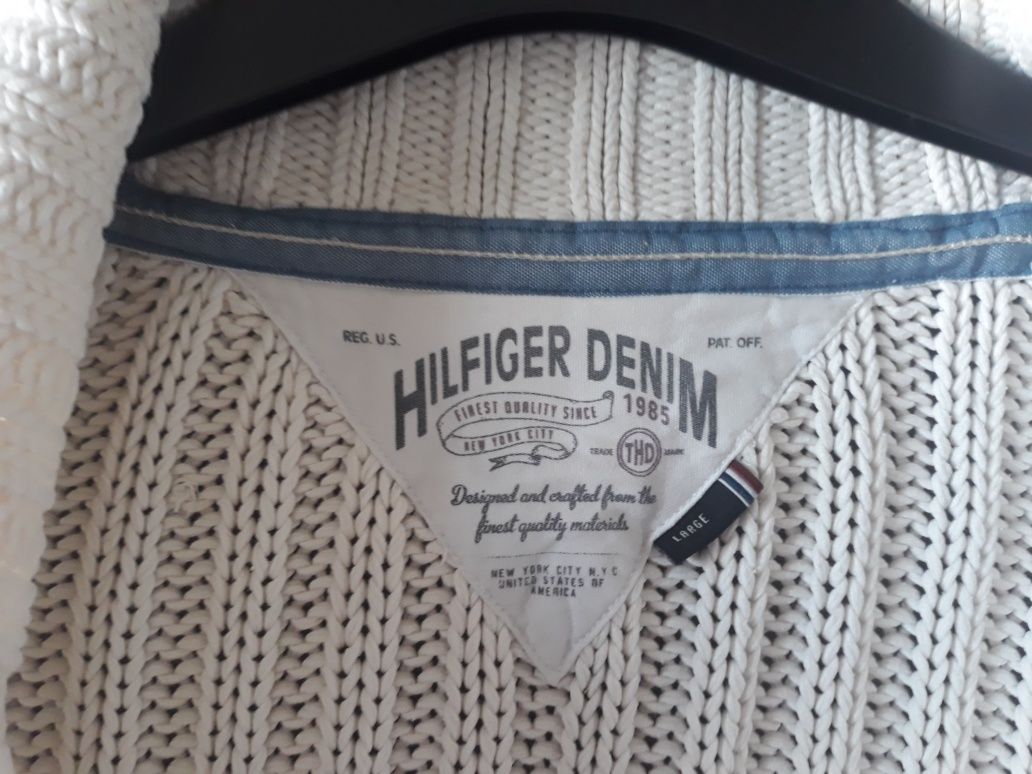 REG. U.S.
PAT. OFF.
HILFIGER DENIM
FINEST QUALITY SINCE 1985
NEW YORK CITY
TRADE THD MARK
Designed and crafted from the
finest quality materials
LARGE
NEW YORK CITY N.Y.C
UNITED STATES OF
AMERICA